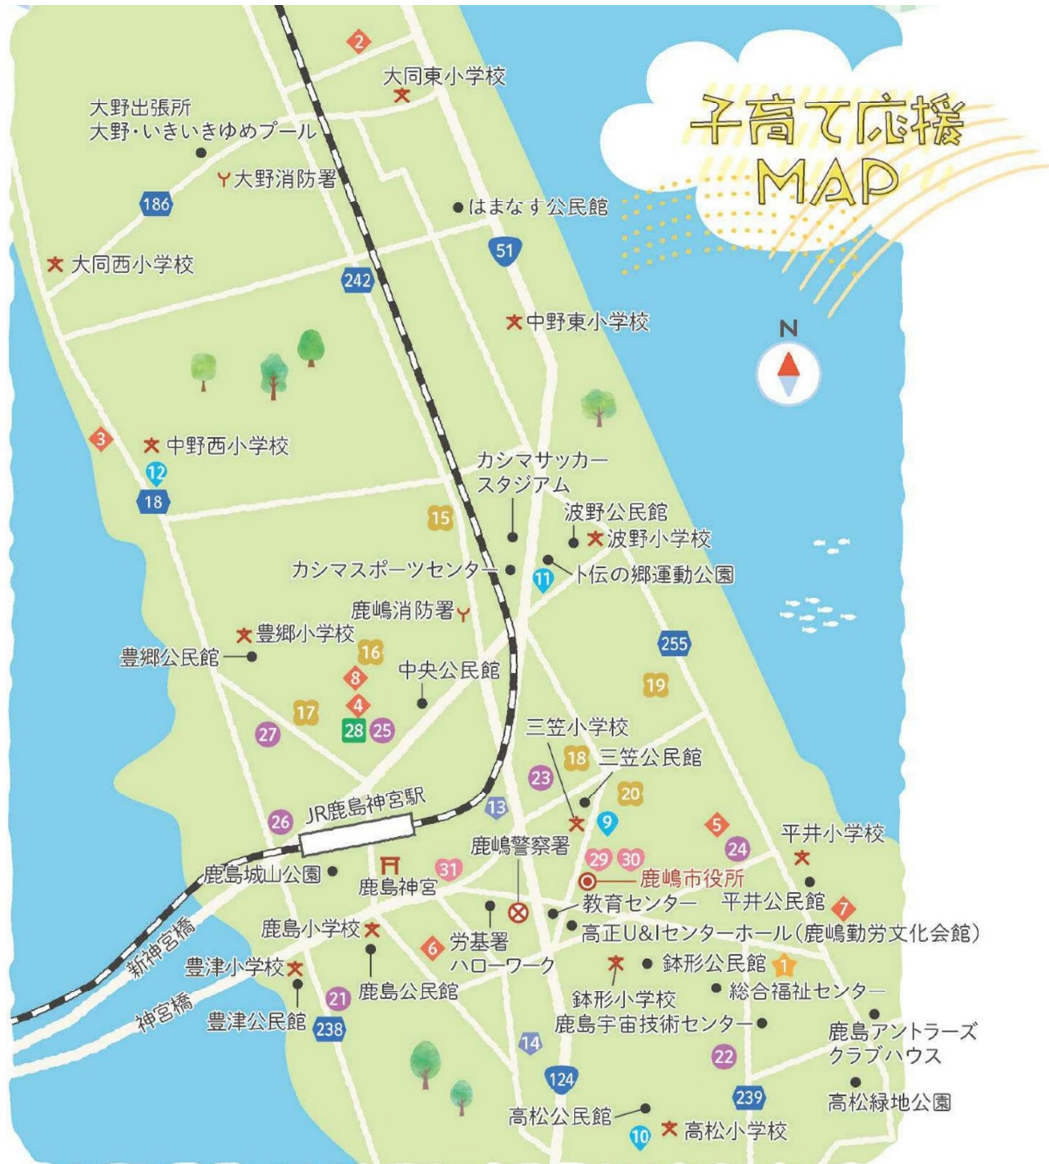 子育て応援
MAP
N
2
大同東小学校
大野出張所
大野・いきいきゆめプール
大野消防署
186
はまなす公民館
51
大同西小学校
242
中野東小学校
3
中野西小学校
12
18
カシマサッカー
スタジアム
15
波野公民館
波野小学校
カシマスポーツセンター
卜伝の郷運動公園
11
鹿嶋消防署
豊郷小学校
255
16
豊郷公民館
中央公民館
8
19
4
17
28
25
27
三笠小学校
18
三笠公民館
23
20
JR鹿島神宮駅
13
26
9
5
鹿嶋警察署
平井小学校
24
29
30
31
鹿島城山公園
鹿島神宮
鹿嶋市役所
平井公民館
教育センター
7
鹿島小学校
高正U&Iセンターホール(鹿嶋勤労文化会館)
6
労基署
ハローワーク
新神宮橋
豊津小学校
鉢形公民館
1
鹿島公民館
鉢形小学校
総合福祉センター
神宮橋
21
豊津公民館
238
鹿島宇宙技術センター
鹿島アントラーズ
クラブハウス
14
22
124
239
高松緑地公園
高松公民館
10
高松小学校